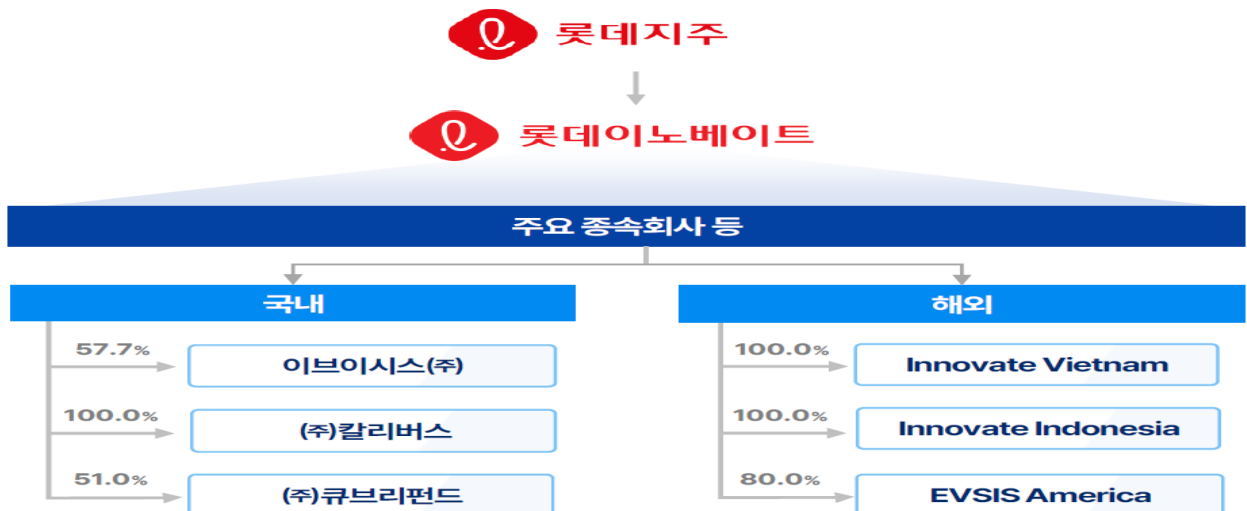 롯데지주
롯데이노베이트
주요 종속회사 등
국내
57.7%
이브이시스(주)
100.0%
(주)칼리버스
51.0%
(주)큐브리펀드
해외
100.0%
Innovate Vietnam
100.0%
Innovate Indonesia
80.0%
EVSIS America